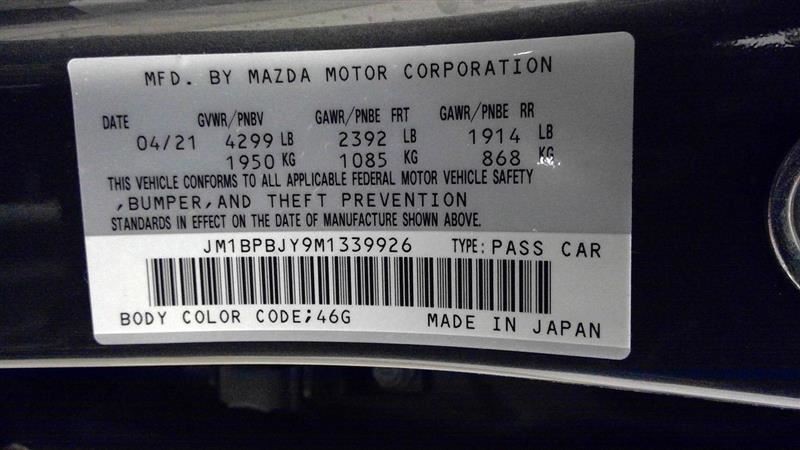 MFD. BY MAZDA MOTOR CORPORATION
DATE GVWR/PNBV GAWR/PNBE FRT GAWR/PNBE RR
04/21 4299 LB 2392 LB 1914 LB
1950 KG 1085 KG 868 KG
THIS VEHICLE CONFORMS TO ALL APPLICABLE FEDERAL MOTOR VEHICLE SAFETY
,BUMPER,AND THEFT PREVENTION
STANDARDS IN EFFECT ON THE DATE OF MANUFACTURE SHOWN ABOVE.
JM1BPBJY9M1339926 TYPE: PASS CAR
BODY COLOR CODE;46G MADE IN JAPAN